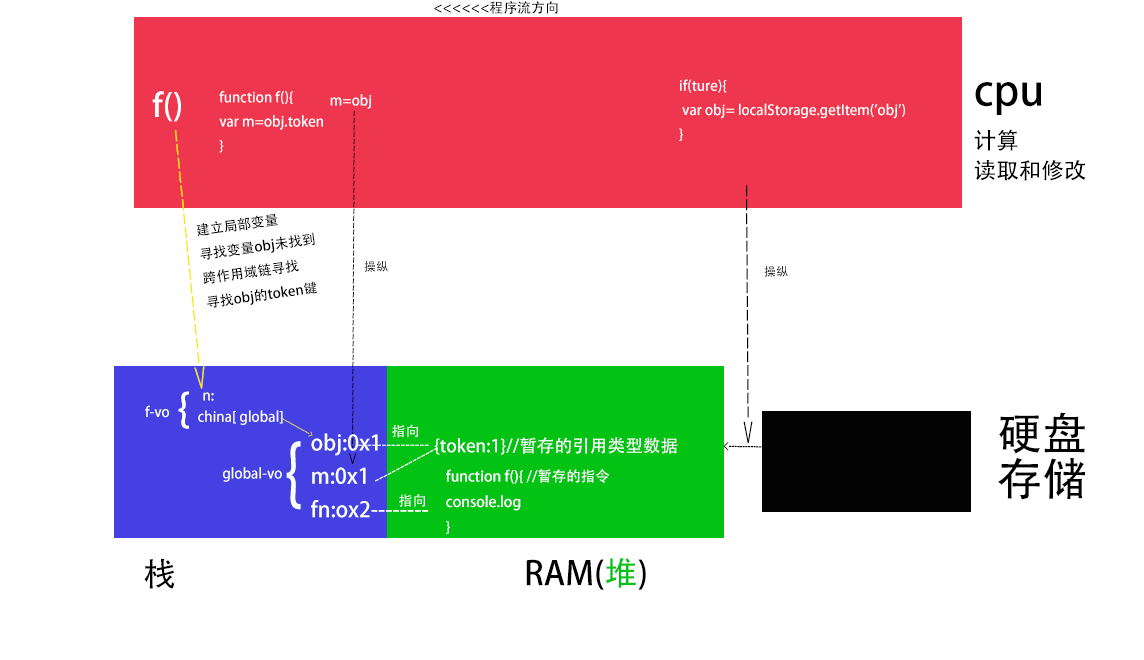 <<<<<<程序流方向
f()
function f(){
var m=obj.token
}
m=obj
if(ture){
var obj= localStorage.getItem('obj')
}
cpu
计算
读取和修改
建立局部变量
寻找变量obj未找到
跨作用域链寻找
寻找obj的token键
操纵
操纵
f-vo {
n:
china[ global]
global-vo {
obj:0x1
m:0x1
fn:ox2
指向
指向
{token:1}//暂存的引用类型数据
function f(){ //暂存的指令
console.log
}
硬盘
存储
栈
RAM(堆)